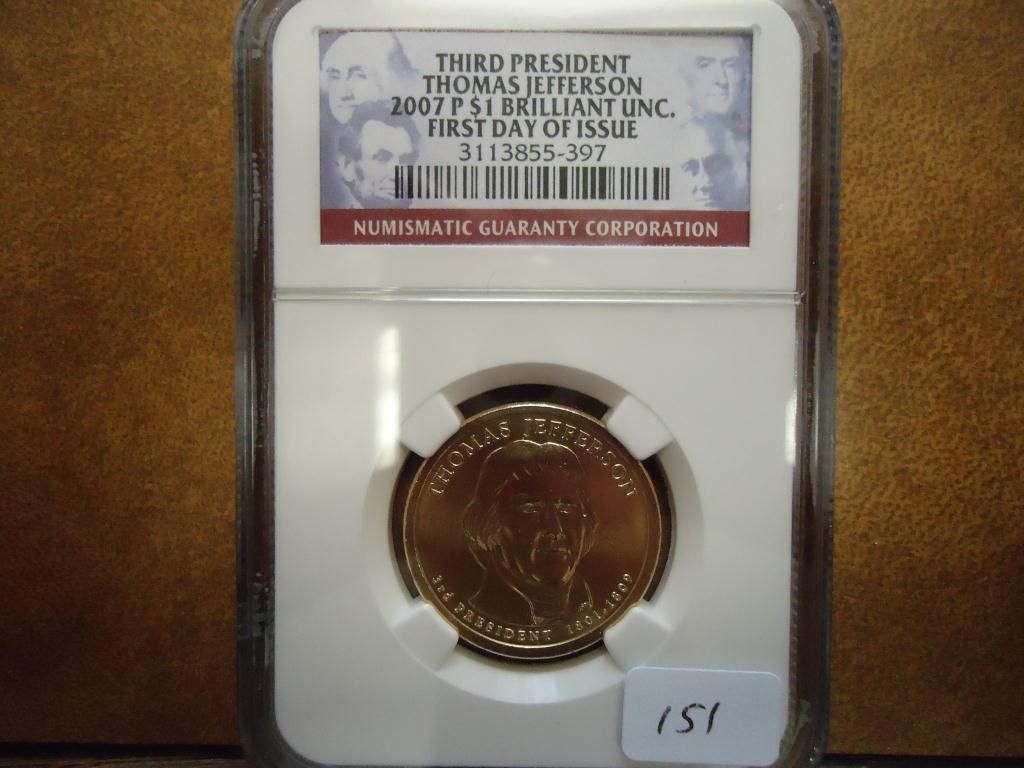 THIRD PRESIDENT
THOMAS JEFFERSON
2007 P $1 BRILLIANT UNC.
FIRST DAY OF ISSUE
3113855-397
NUMISMATIC GUARANTY CORPORATION
THOMAS JEFFERSON
3rd PRESIDENT 1801-1809
151